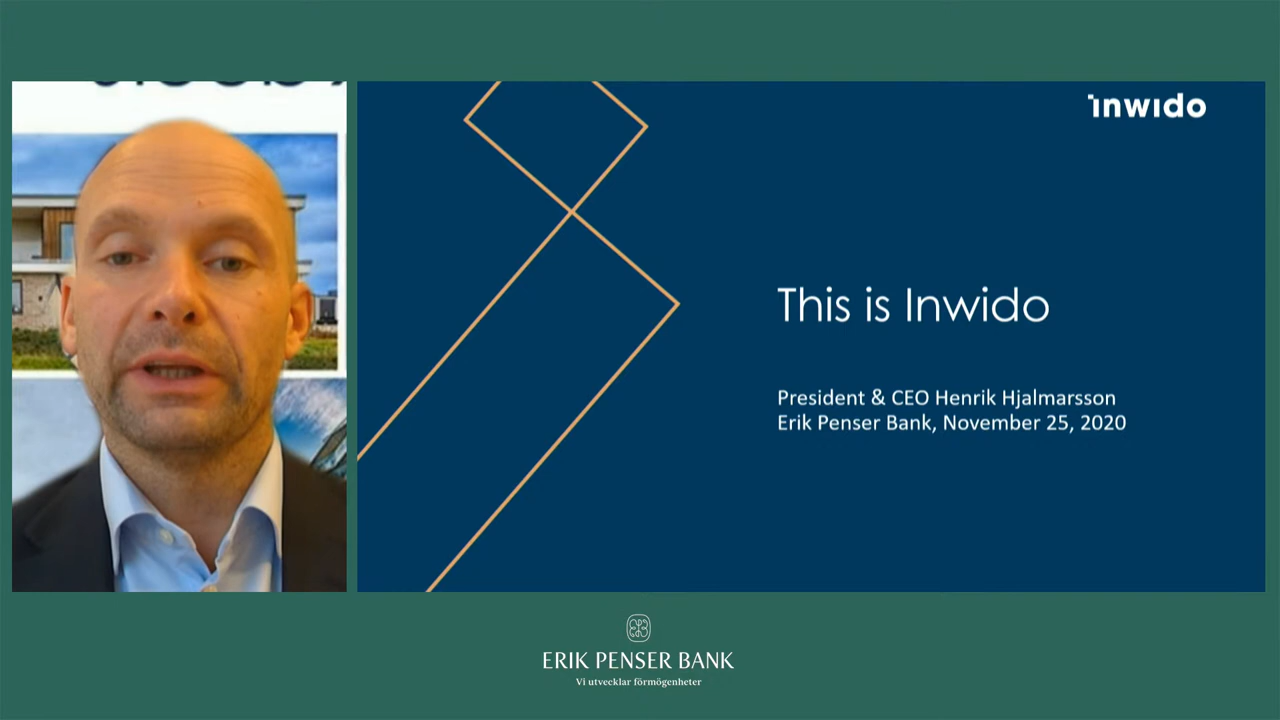 inwido
This is Inwido
President & CEO Henrik Hjalmarsson
Erik Penser Bank, November 25, 2020
ERIK PENSER BANK
Vi utvecklar förmögenheter